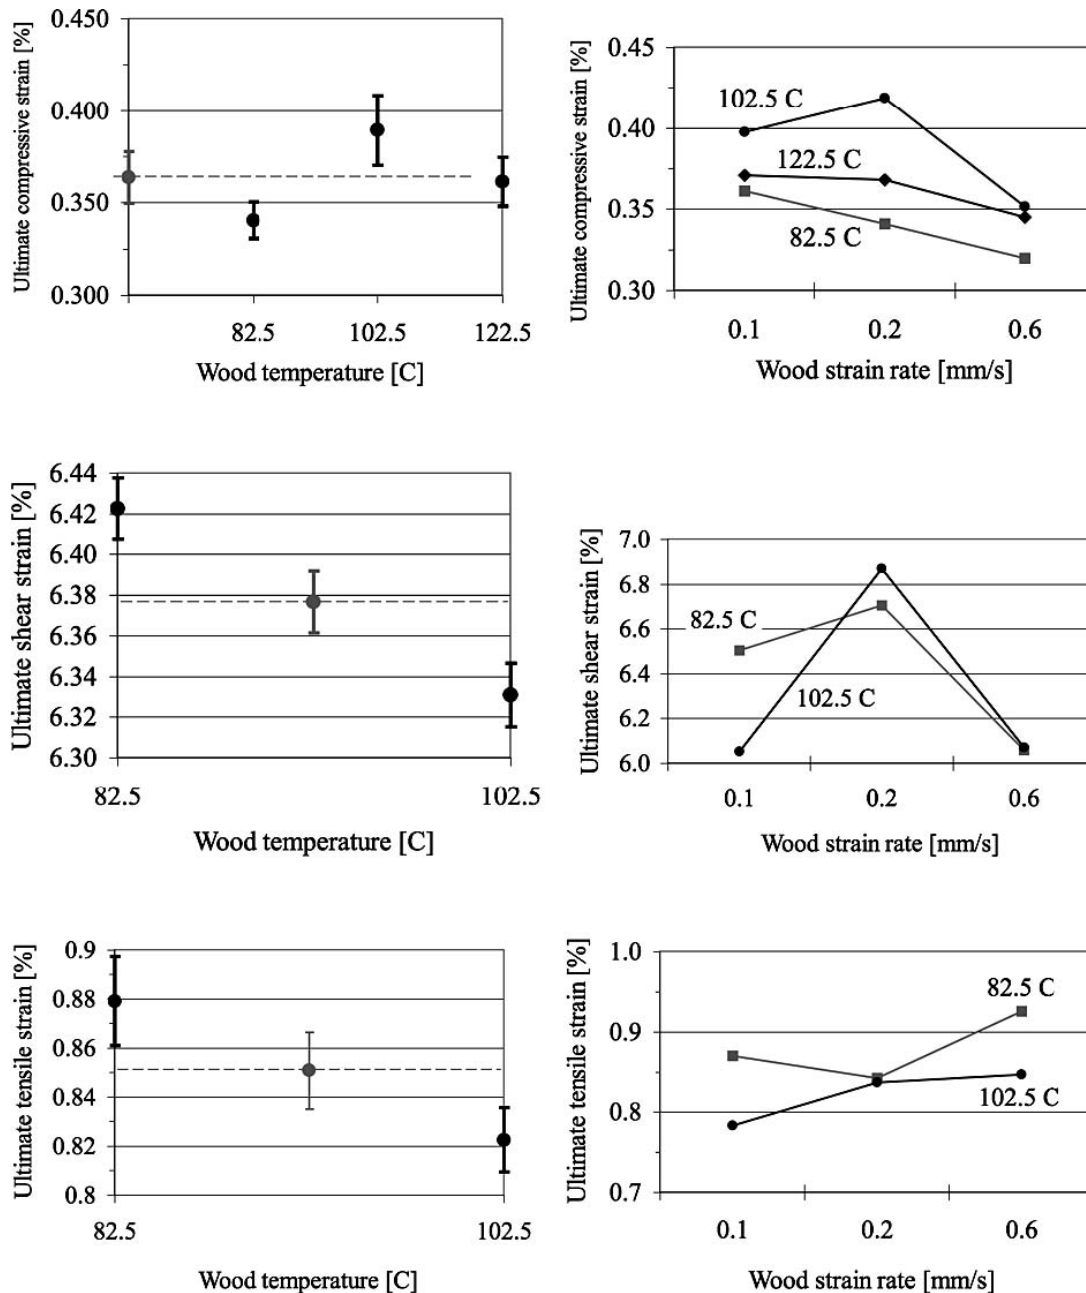 Ultimate compressive strain [%]
0.450
0.400
0.350
0.300
82.5
102.5
122.5
Wood temperature [C]
Ultimate compressive strain [%]
0.45
0.40
0.35
0.30
102.5 C
122.5 C
82.5 C
0.1
0.2
0.6
Wood strain rate [mm/s]
Ultimate shear strain [%]
6.44
6.42
6.40
6.38
6.36
6.34
6.32
6.30
82.5
102.5
Wood temperature [C]
Ultimate shear strain [%]
7.0
6.8
6.6
6.4
6.2
6.0
82.5 C
102.5 C
0.1
0.2
0.6
Wood strain rate [mm/s]
Ultimate tensile strain [%]
0.9
0.88
0.86
0.84
0.82
0.8
82.5
102.5
Wood temperature [C]
Ultimate tensile strain [%]
1.0
0.9
0.8
0.7
82.5 C
102.5 C
0.1
0.2
0.6
Wood strain rate [mm/s]